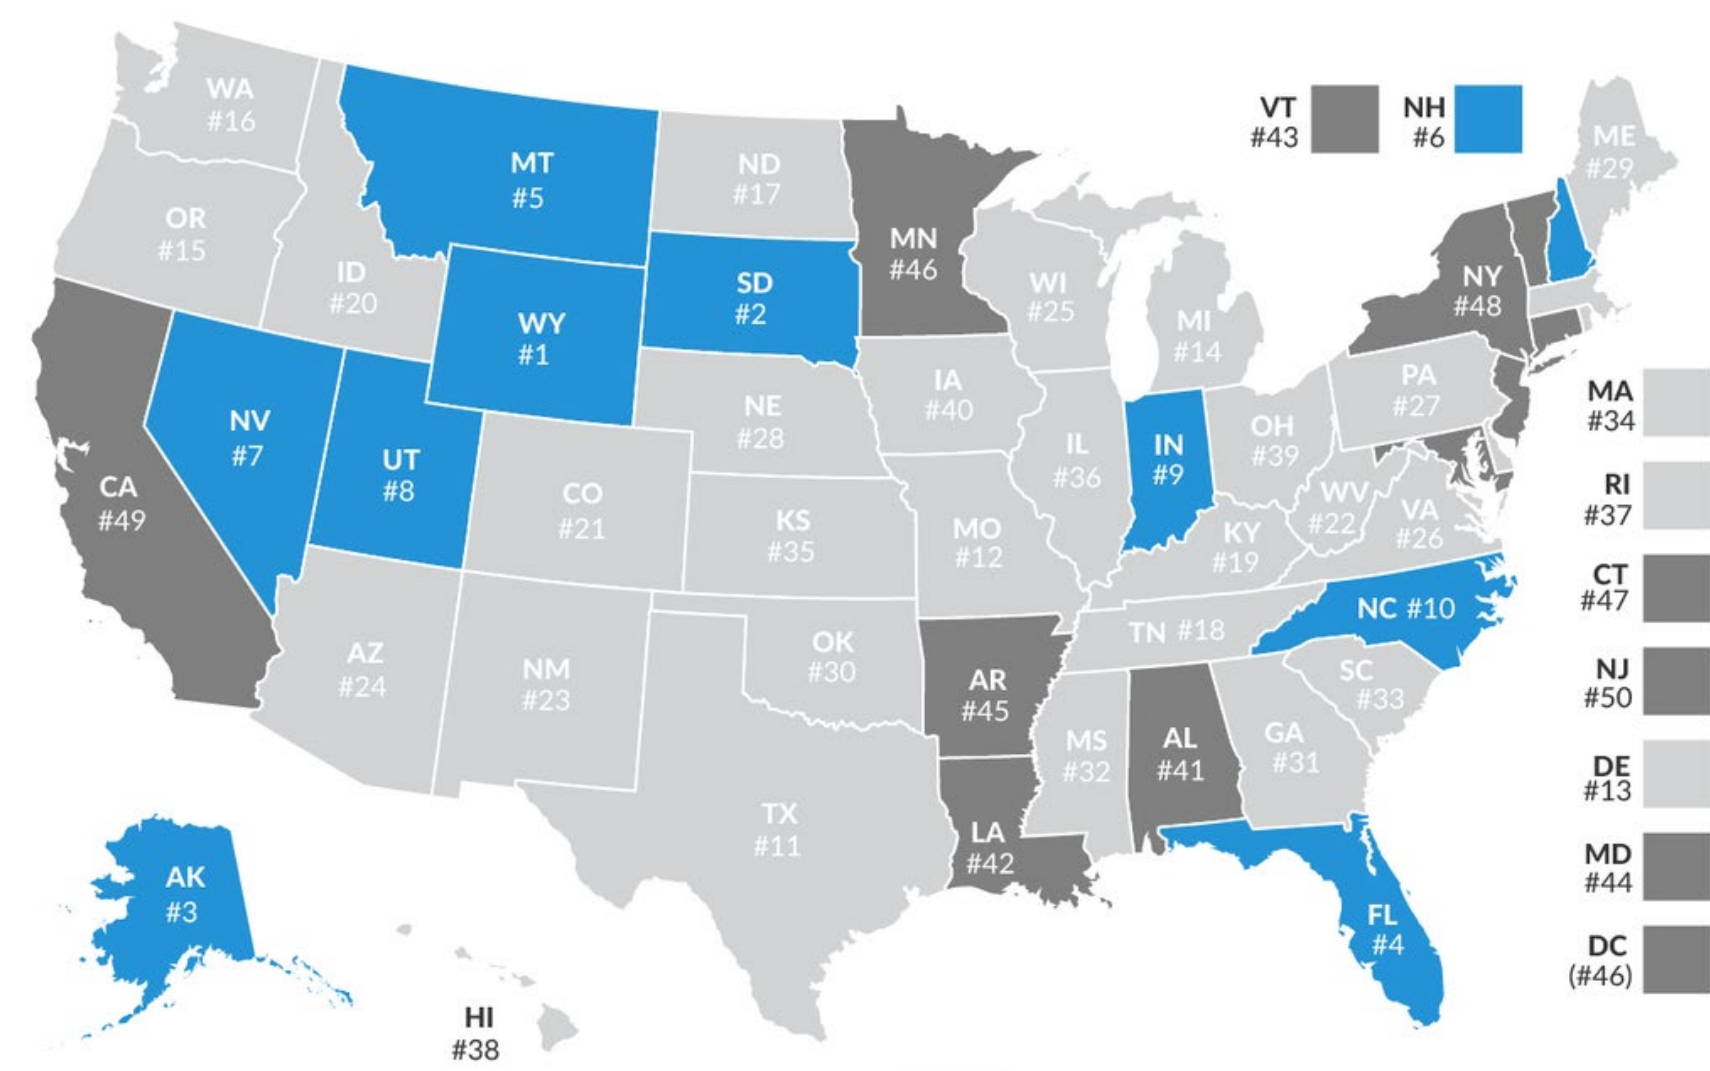 WA
#16
OR
#15
ID
#20
MT
#5
ND
#17
MN
#46
VT
#43
NH
#6
ME
#29
WY
#1
SD
#2
WI
#25
MI
#14
NY
#48
CA
#49
NV
#7
UT
#8
CO
#21
NE
#28
IA
#40
IL
#36
IN
#9
OH
#39
PA
#27
WV
#22
VA
#26
KS
#35
MO
#12
KY
#19
AZ
#24
NM
#23
OK
#30
AR
#45
TN #18
NC #10
SC
#33
MS
#32
AL
#41
GA
#31
TX
#11
LA
#42
FL
#4
AK
#3
HI
#38
MA
#34
RI
#37
CT
#47
NJ
#50
DE
#13
MD
#44
DC
(#46)